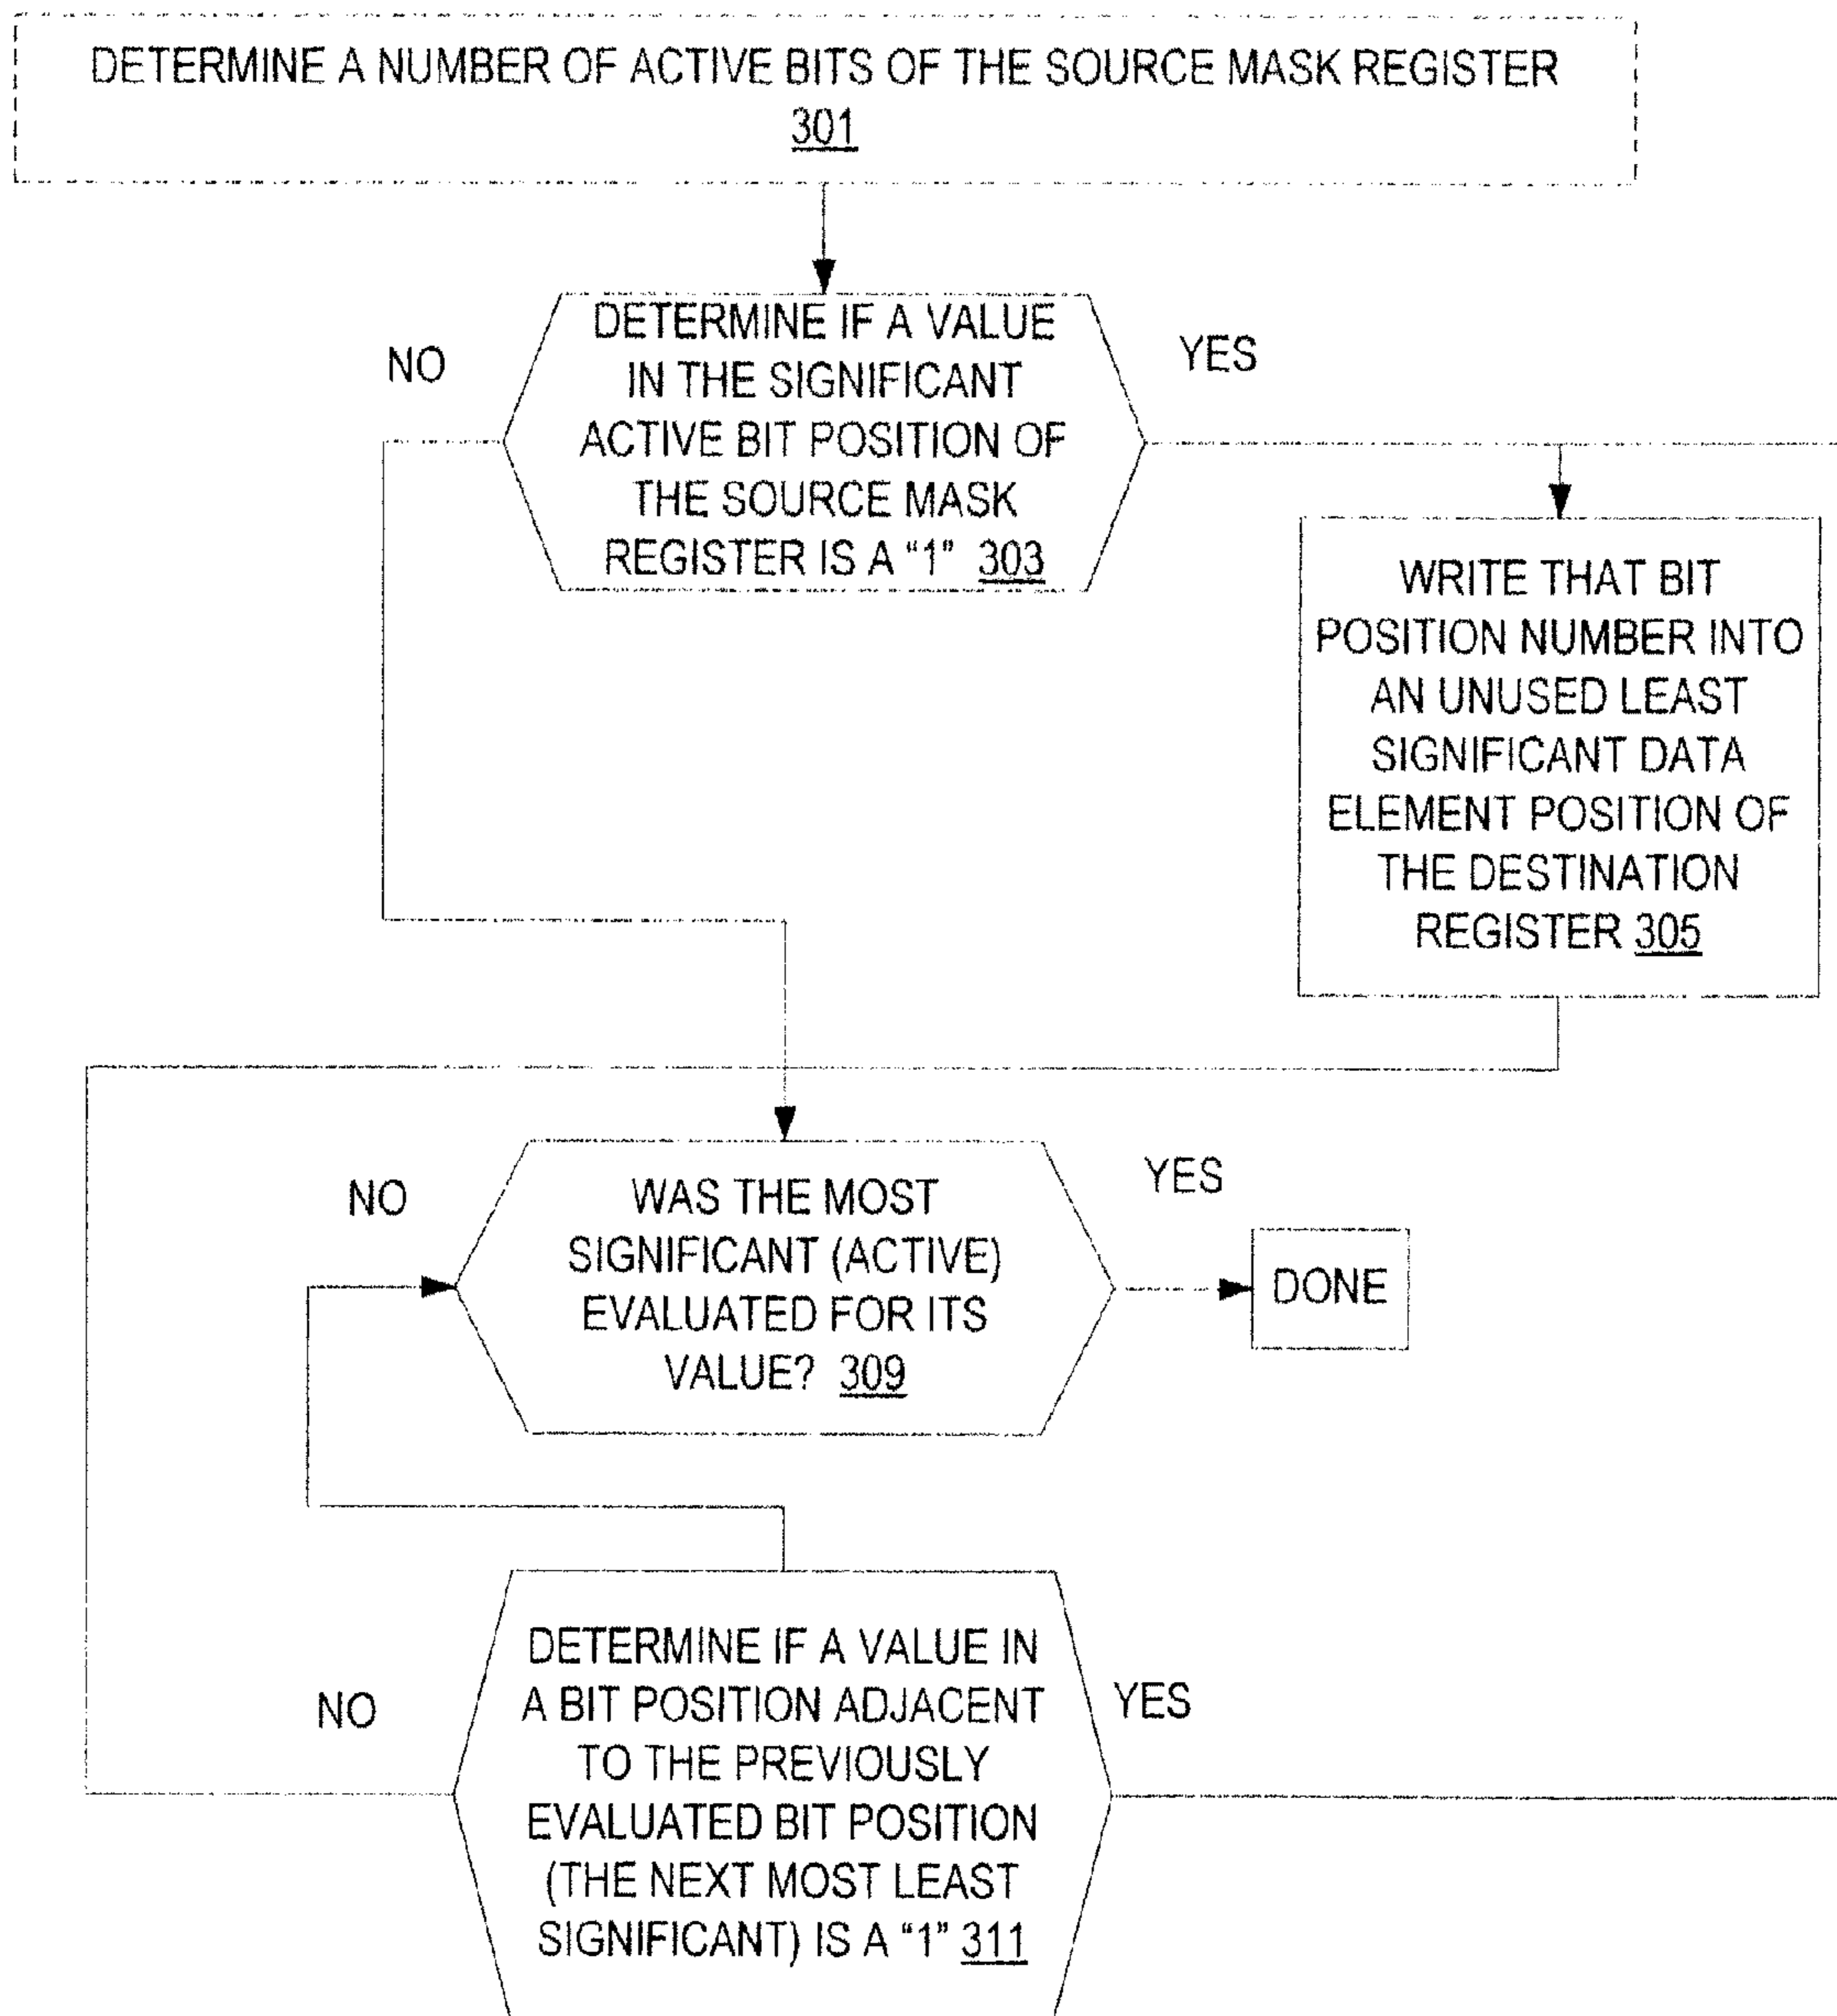 DETERMINE A NUMBER OF ACTIVE BITS OF THE SOURCE MASK REGISTER
301
NO
DETERMINE IF A VALUE
IN THE SIGNIFICANT
ACTIVE BIT POSITION OF
THE SOURCE MASK
REGISTER IS A “1” 303
YES
WRITE THAT BIT
POSITION NUMBER INTO
AN UNUSED LEAST
SIGNIFICANT DATA
ELEMENT POSITION OF
THE DESTINATION
REGISTER 305
NO
WAS THE MOST
SIGNIFICANT (ACTIVE)
EVALUATED FOR ITS
VALUE? 309
YES
DONE
NO
DETERMINE IF A VALUE IN
A BIT POSITION ADJACENT
TO THE PREVIOUSLY
EVALUATED BIT POSITION
(THE NEXT MOST LEAST
SIGNIFICANT) IS A “1” 311
YES